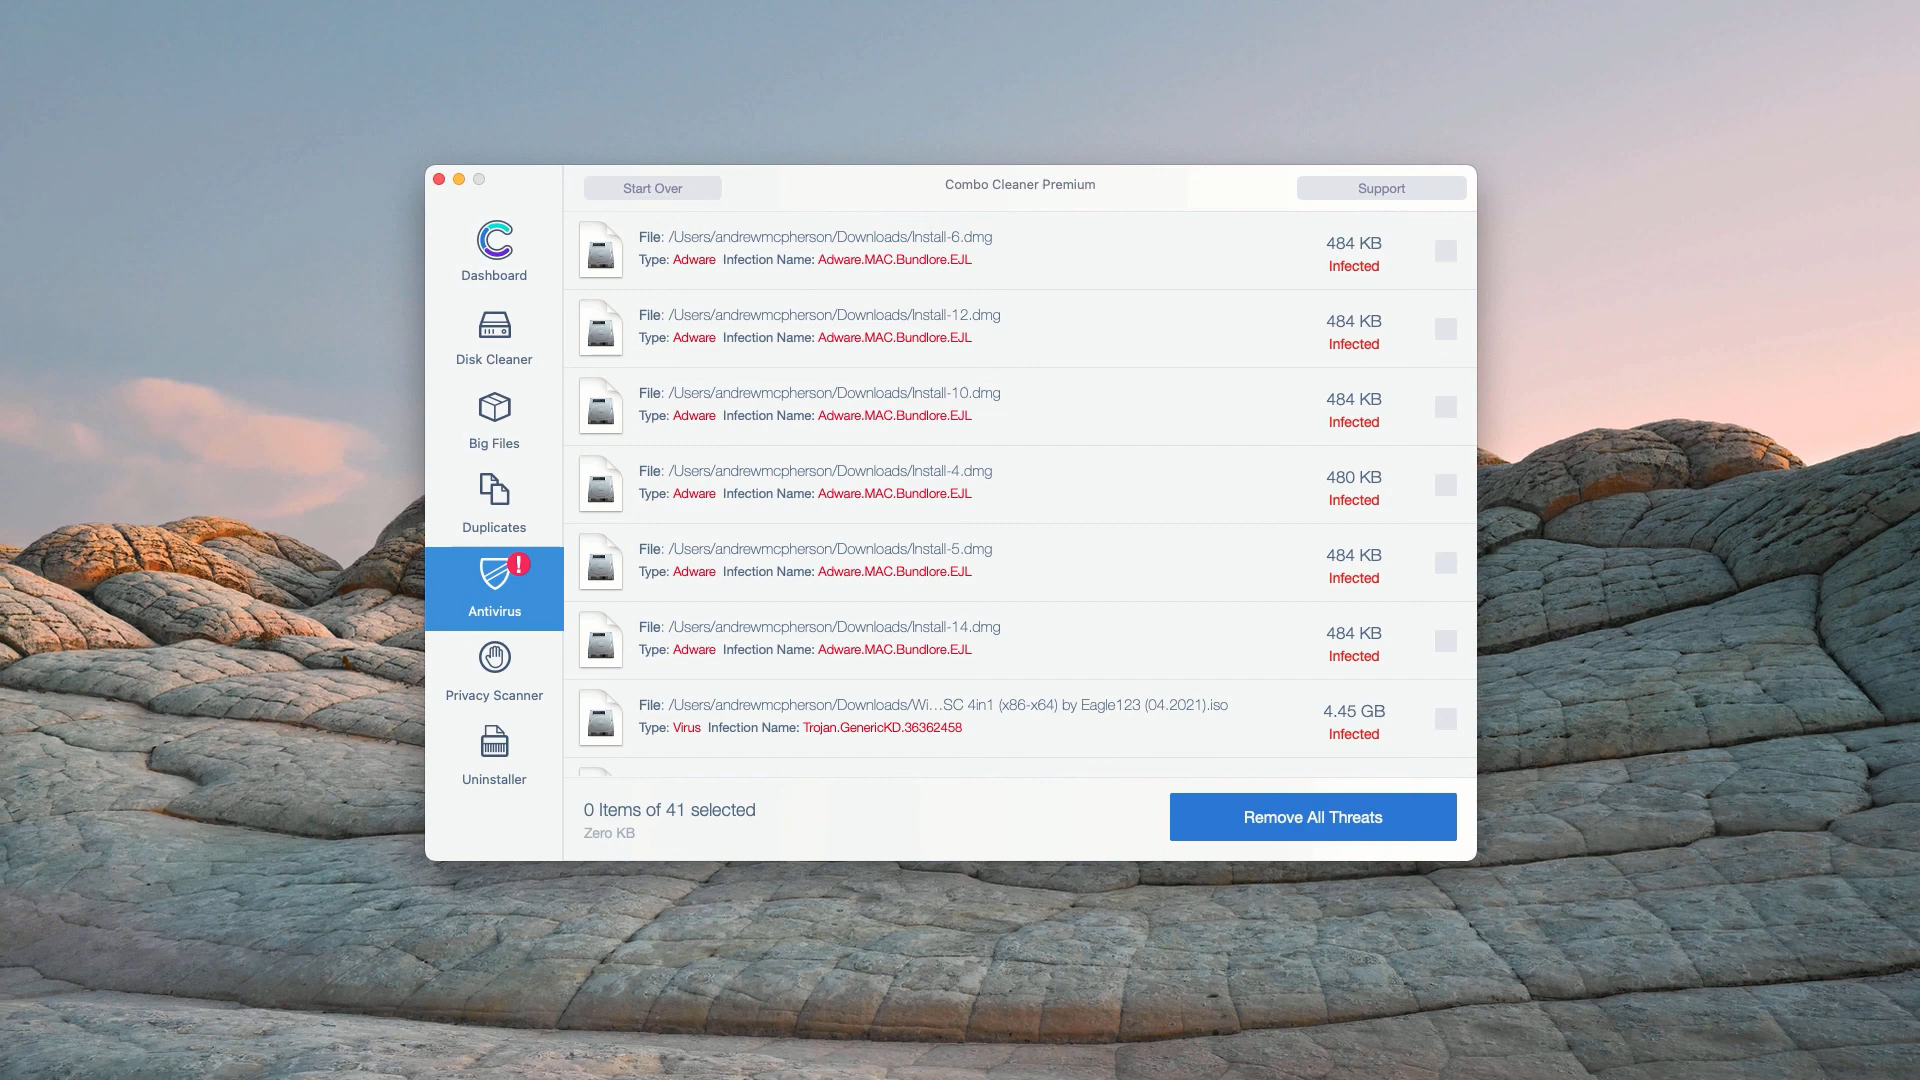 Start Over
Combo Cleaner Premium
Support
Dashboard
Disk Cleaner
Big Files
Duplicates
Antivirus
Privacy Scanner
Uninstaller
File: /Users/andrewmcpherson/Downloads/Install-6.dmg
Type: Adware Infection Name: Adware.MAC.Bundlore.EJL
484 KB
Infected
File: /Users/andrewmcpherson/Downloads/Install-12.dmg
Type: Adware Infection Name: Adware.MAC.Bundlore.EJL
484 KB
Infected
File: /Users/andrewmcpherson/Downloads/Install-10.dmg
Type: Adware Infection Name: Adware.MAC.Bundlore.EJL
484 KB
Infected
File: /Users/andrewmcpherson/Downloads/Install-4.dmg
Type: Adware Infection Name: Adware.MAC.Bundlore.EJL
480 KB
Infected
File: /Users/andrewmcpherson/Downloads/Install-5.dmg
Type: Adware Infection Name: Adware.MAC.Bundlore.EJL
484 KB
Infected
File: /Users/andrewmcpherson/Downloads/Install-14.dmg
Type: Adware Infection Name: Adware.MAC.Bundlore.EJL
484 KB
Infected
File: /Users/andrewmcpherson/Downloads/Wi...SC 4in1 (x86-x64) by Eagle123 (04.2021).iso
Type: Virus Infection Name: Trojan.GenericKD.36362458
4.45 GB
Infected
0 Items of 41 selected
Zero KB
Remove All Threats